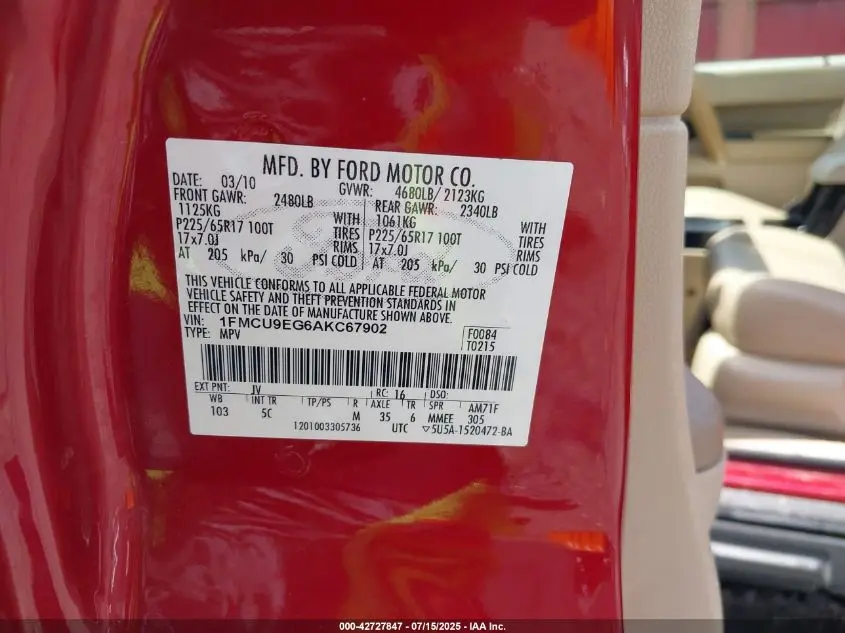 MFD. BY FORD MOTOR CO.
DATE: 03/10 GVWR: 4680LB/ 2123KG
FRONT GAWR: 2480LB REAR GAWR: 2340LB
1125KG WITH 1061KG WITH
P225/65R17 100T TIRES P225/65R17 100T TIRES
17x7.0J RIMS 17x7.0J RIMS
AT 205 kPa/ 30 PSI COLD AT 205 kPa/ 30 PSI COLD
THIS VEHICLE CONFORMS TO ALL APPLICABLE FEDERAL MOTOR
VEHICLE SAFETY AND THEFT PREVENTION STANDARDS IN
EFFECT ON THE DATE OF MANUFACTURE SHOWN ABOVE.
VIN: 1FMCU9EG6AKC67902 F0084
TYPE: MPV T0215
EXT PNT: JV RC: 16 DSO:
WB INT TR TP/PS R AXLE TR SPR AM71F
103 5C M 35 6 MMEE 305
1201003305736 UTC ▽5U5A-1520472-BA
000-42727847 - 07/15/2025 - IAA Inc.